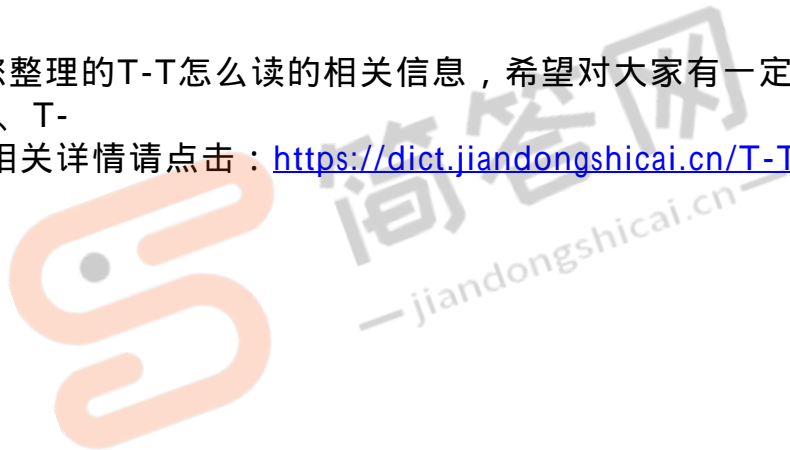 您整理的T-T怎么读的相关信息，希望对大家有一定
、T-
相关详情请点击：https://dict.jiandongshicai.cn/T-T
简答网
jiandongshicai.cn